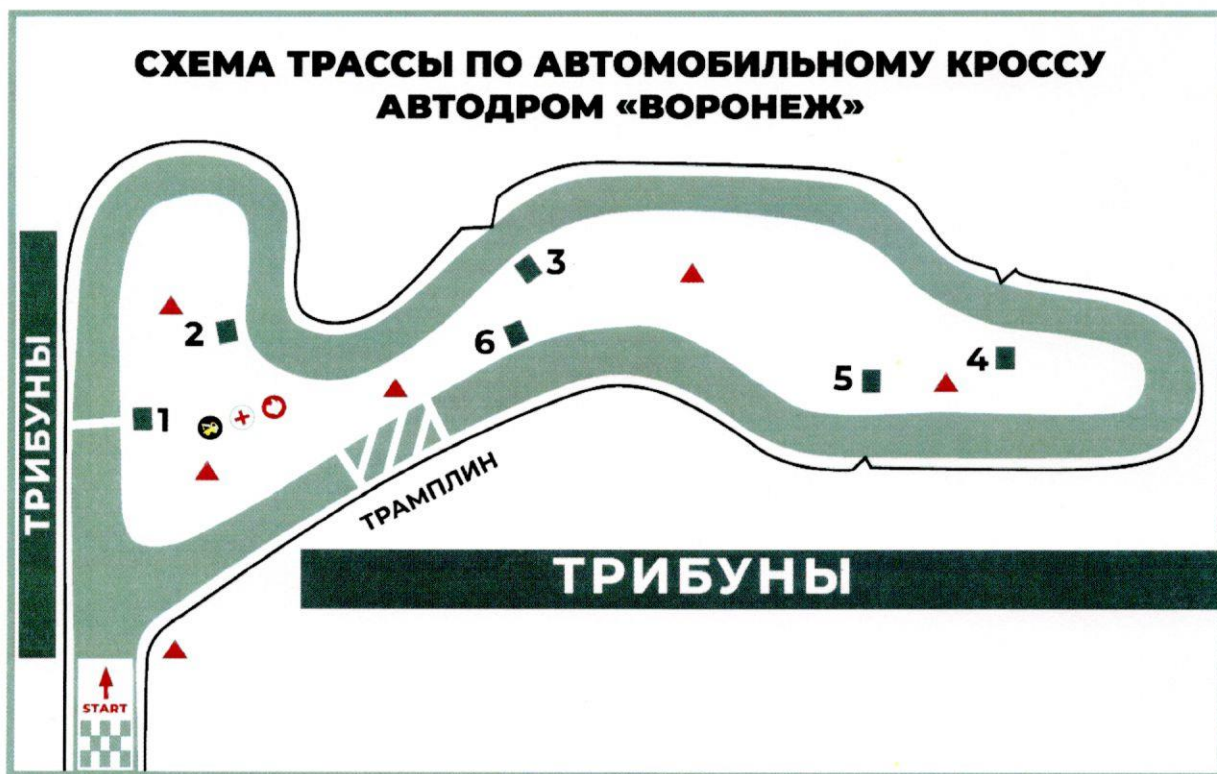 СХЕМА ТРАССЫ ПО АВТОМОБИЛЬНОМУ КРОССУ
АВТОДРОМ «ВОРОНЕЖ»
3
2
6
4
5
1
ТРИБУНЫ
ТРАМПЛИН
ТРИБУНЫ
START